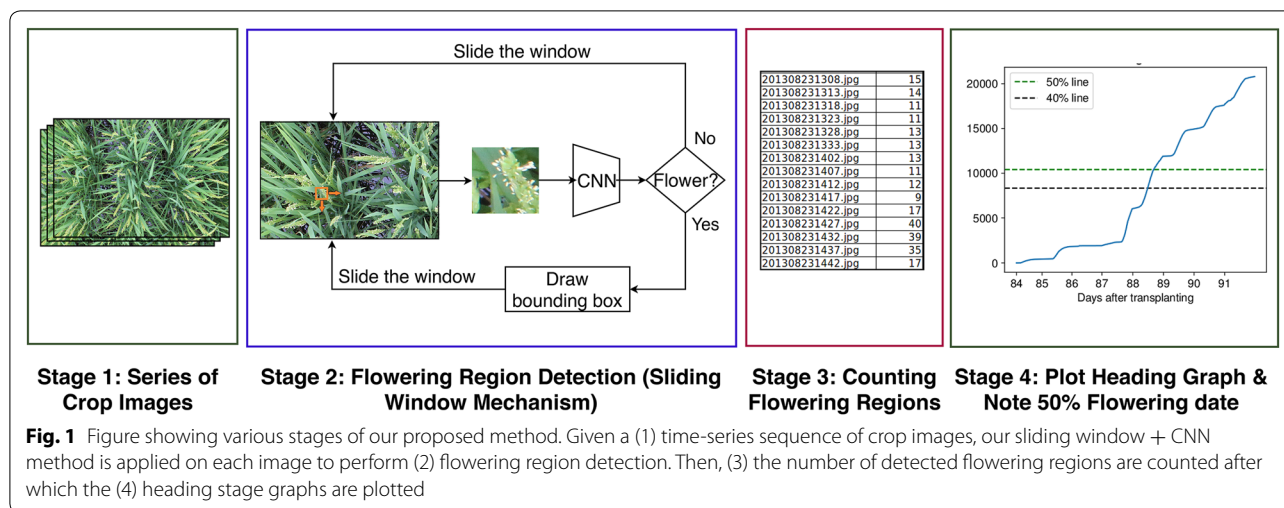 Slide the window
No
CNN
Flower?
Yes
Slide the window
Draw
bounding box
201308231308.jpg 15
201308231313.jpg 14
201308231318.jpg 11
201308231323.jpg 11
201308231328.jpg 13
201308231333.jpg 13
201308231402.jpg 13
201308231407.jpg 11
201308231412.jpg 12
201308231417.jpg 9
201308231422.jpg 17
201308231427.jpg 40
201308231432.jpg 39
201308231437.jpg 35
201308231442.jpg 17
50% line
40% line
20000
15000
10000
5000
0
84 85 86 87 88 89 90 91
Days after transplanting
Stage 1: Series of
Crop Images
Stage 2: Flowering Region Detection (Sliding
Window Mechanism)
Stage 3: Counting
Flowering Regions
Stage 4: Plot Heading Graph &
Note 50% Flowering date
Fig. 1 Figure showing various stages of our proposed method. Given a (1) time-series sequence of crop images, our sliding window + CNN
method is applied on each image to perform (2) flowering region detection. Then, (3) the number of detected flowering regions are counted after
which the (4) heading stage graphs are plotted